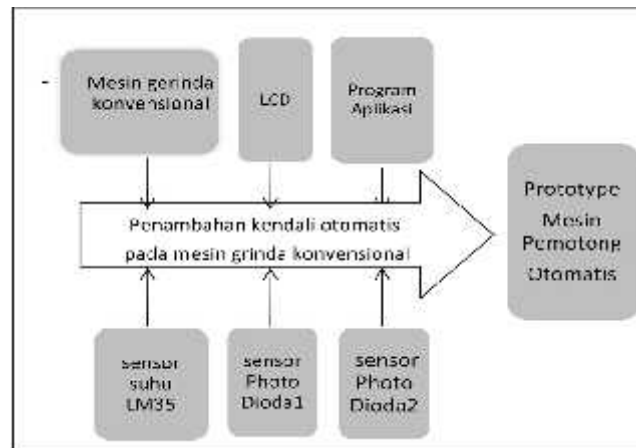 Mesin gerinda
konvensional
LCD
Program
Aplikasi
Penambahan kendali otomatis
pada mesin grinda konvensional
Prototype
Mesin
Pemotong
Otomatis
sensor
suhu
LM35
sensor
Photo
Dioda1
sensor
Photo
Dioda2